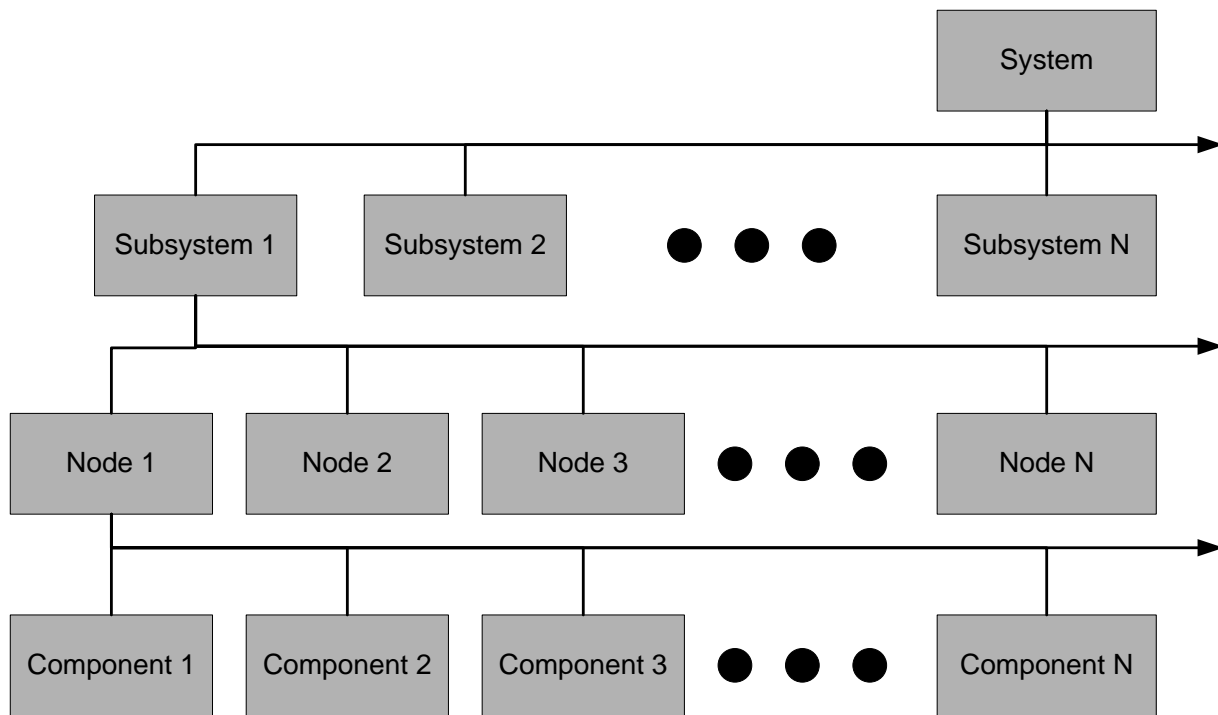 System
Subsystem 1
Subsystem 2
Subsystem N
Node 1
Node 2
Node 3
Node N
Component 1
Component 2
Component 3
Component N